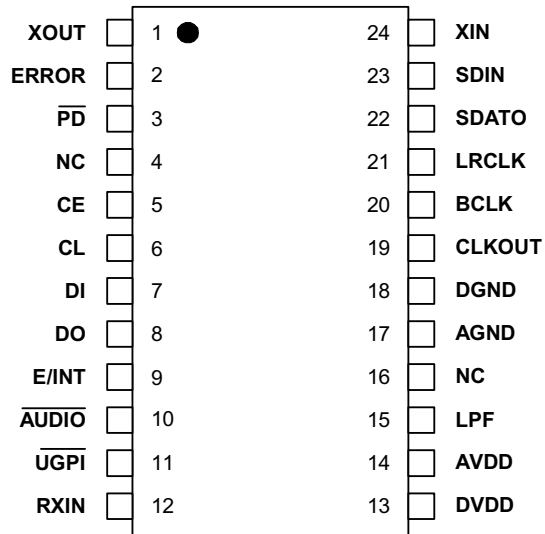 XOUT 1 24 XIN
ERROR 2 23 SDIN
PD 3 22 SDATO
NC 4 21 LRCLK
CE 5 20 BCLK
CL 6 19 CLKOUT
DI 7 18 DGND
DO 8 17 AGND
E/INT 9 16 NC
AUDIO 10 15 LPF
UGPI 11 14 AVDD
RXIN 12 13 DVDD